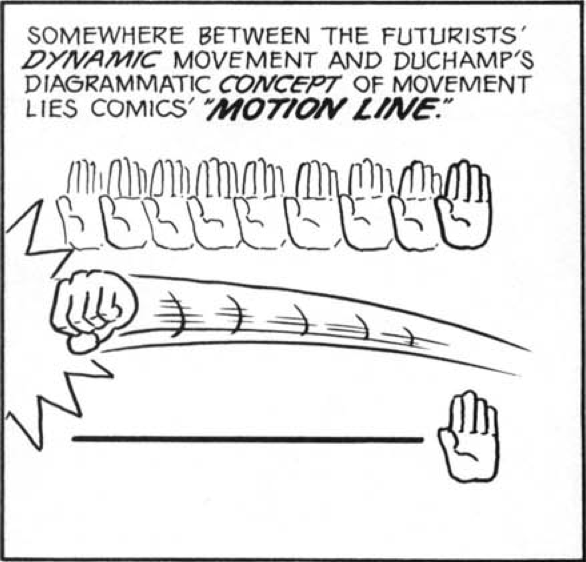 SOMEWHERE BETWEEN THE FUTURISTS'
DYNAMIC MOVEMENT AND DUCHAMP'S
DIAGRAMMATIC CONCEPT OF MOVEMENT
LIES COMICS' "MOTION LINE."